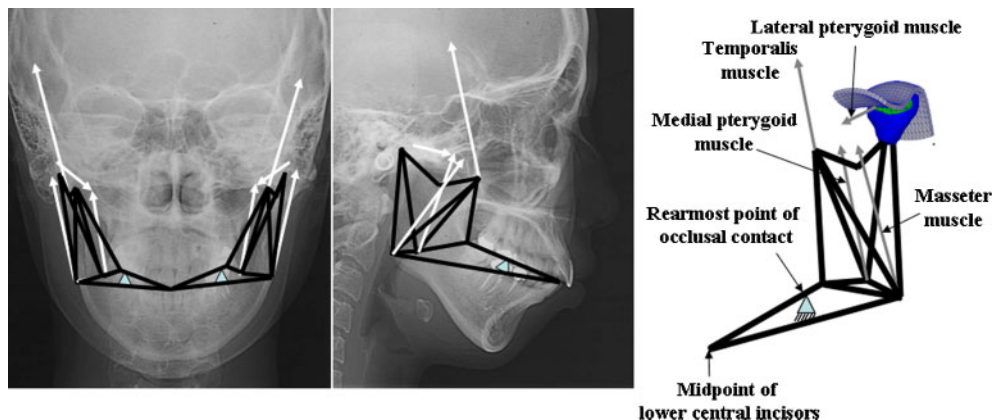 Lateral pterygoid muscle
Temporalis
muscle
Medial pterygoid
muscle
Masseter
muscle
Rearmost point of
occlusal contact
Midpoint of
lower central incisors